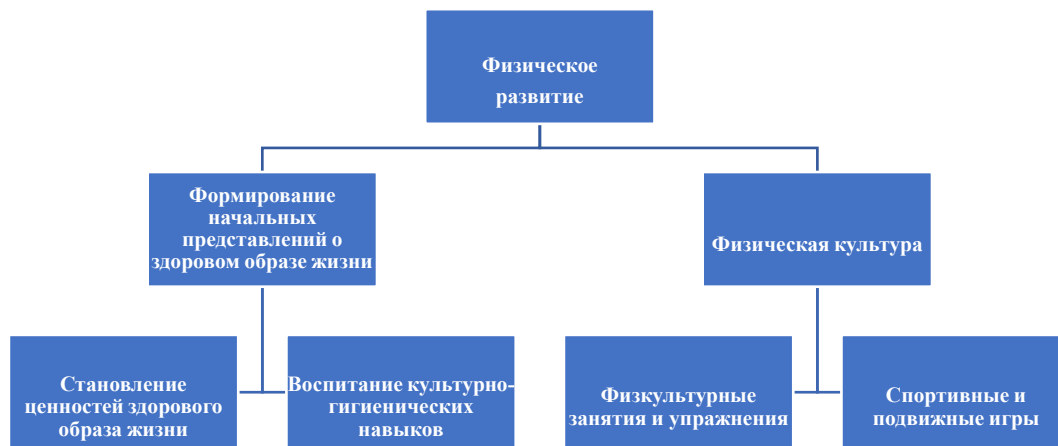 Физическое
развитие
Формирование
начальных
представлений о
здоровом образе жизни
Физическая культура
Становление
ценностей здорового
образа жизни
Воспитание культурно-
гигиенических
навыков
Физкультурные
занятия и упражнения
Спортивные и
подвижные игры